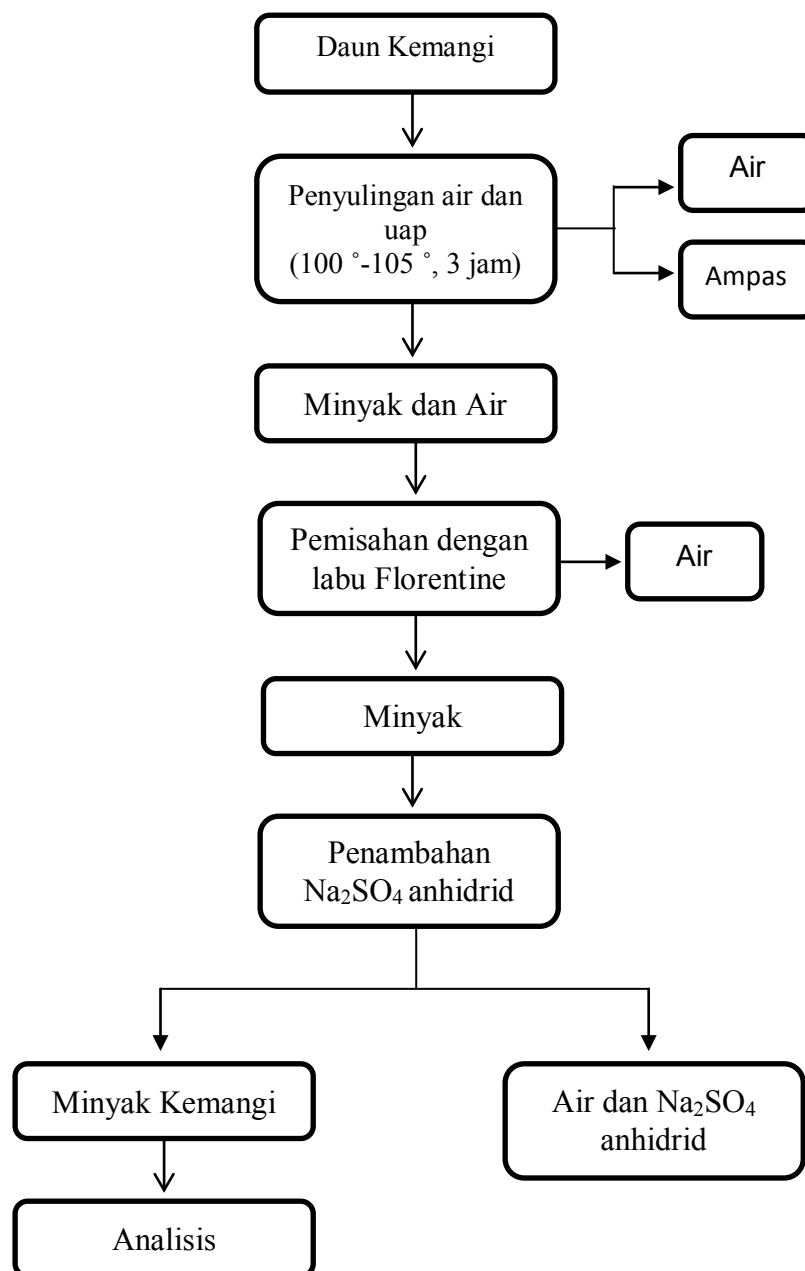 Daun Kemangi
Penyulingan air dan
uap
(100 ˚-105 ˚, 3 jam)
Air
Ampas
Minyak dan Air
Pemisahan dengan
labu Florentine
Air
Minyak
Penambahan
Na₂SO₄ anhidrid
Minyak Kemangi
Air dan Na₂SO₄
anhidrid
Analisis